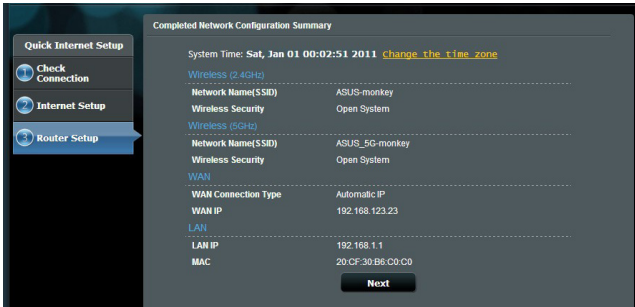 Completed Network Configuration Summary
Quick Internet Setup
1 Check Connection
2 Internet Setup
3 Router Setup
System Time: Sat, Jan 01 00:02:51 2011 Change the time zone
Wireless (2.4GHz)
Network Name(SSID) ASUS-monkey
Wireless Security Open System
Wireless (5GHz)
Network Name(SSID) ASUS_5G-monkey
Wireless Security Open System
WAN
WAN Connection Type Automatic IP
WAN IP 192.168.123.23
LAN
LAN IP 192.168.1.1
MAC 20:CF:30:B6:C0:C0
Next